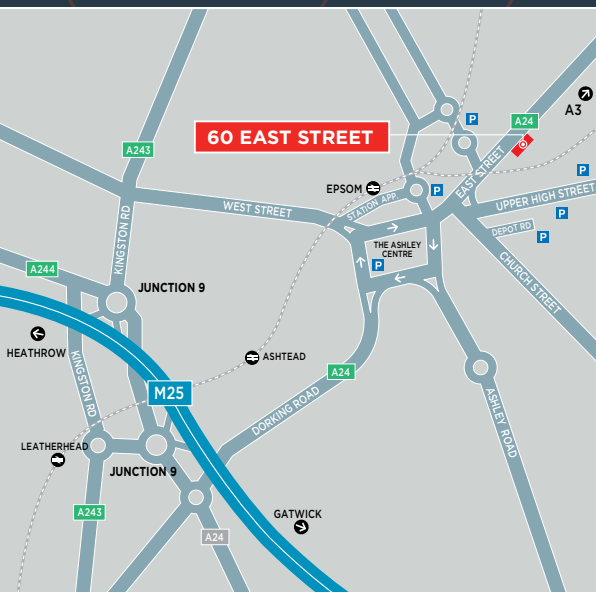 A24
A3
P
60 EAST STREET
A243
P
EAST STREET
P
EPSOM
P
UPPER HIGH STREET
STATION APP.
WEST STREET
P
KINGSTON RD
DEPOT RD
P
THE ASHLEY
CENTRE
P
CHURCH STREET
A244
JUNCTION 9
HEATHROW
ASHTEAD
KINGSTON RD
A24
M25
DORKING ROAD
ASHLEY ROAD
LEATHERHEAD
JUNCTION 9
A243
GATWICK
A24